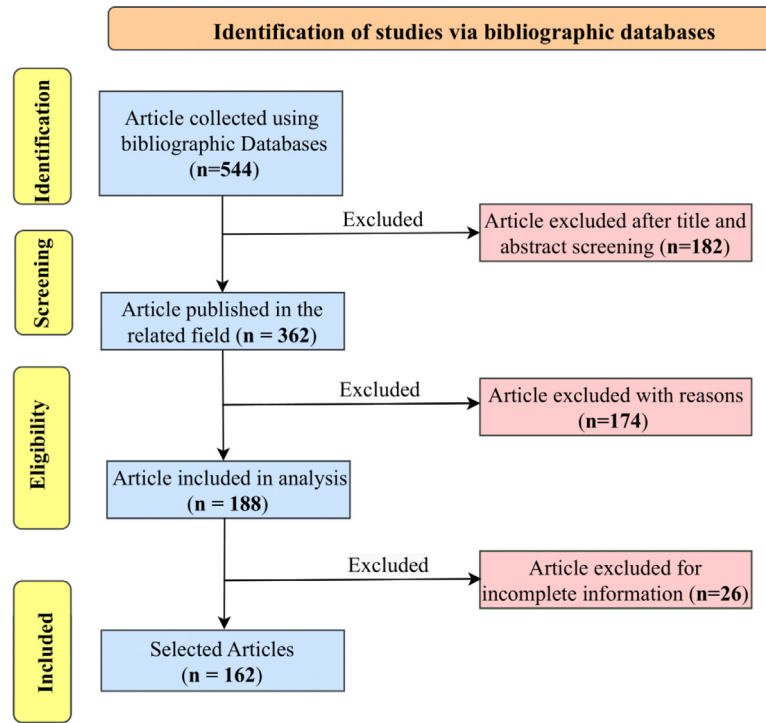 Identification of studies via bibliographic databases
Identification
Article collected using
bibliographic Databases
(n=544)
Excluded
Article excluded after title and
abstract screening (n=182)
Screening
Article published in the
related field (n = 362)
Excluded
Article excluded with reasons
(n=174)
Eligibility
Article included in analysis
(n = 188)
Excluded
Article excluded for
incomplete information (n=26)
Included
Selected Articles
(n = 162)